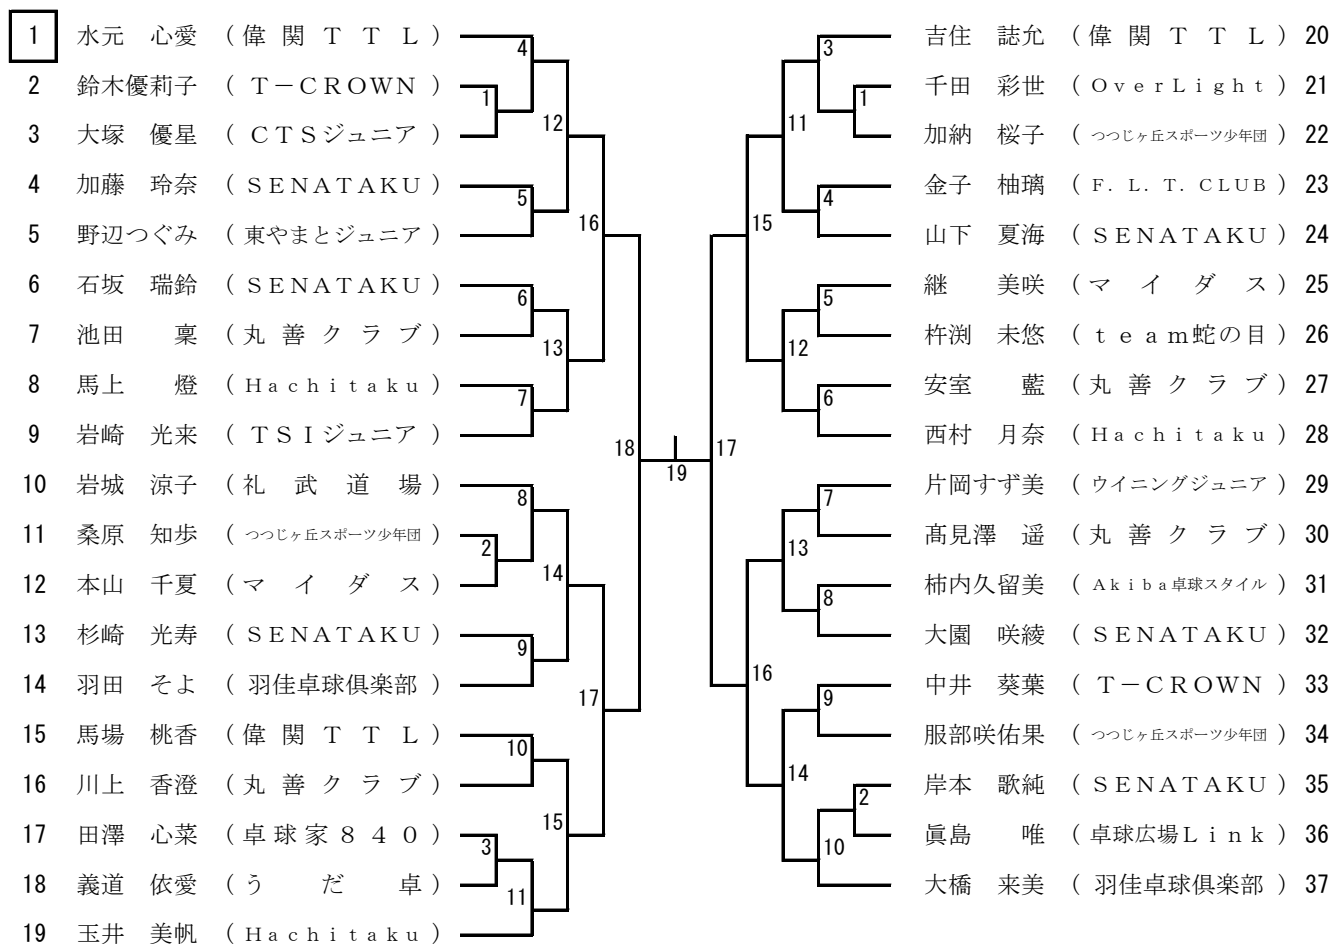 1 水元 心愛 (偉関TTL)
2 鈴木優莉子 (T-CROWN)
3 大塚 優星 (CTSジュニア)
4 加藤 玲奈 (SENATAKU)
5 野辺つぐみ (東やまとジュニア)
6 石坂 瑞鈴 (SENATAKU)
7 池田 稟 (丸善クラブ)
8 馬上 燈 (Hachitaku)
9 岩崎 光来 (TSIジュニア)
10 岩城 涼子 (礼武道場)
11 桑原 知歩 (つつじヶ丘スポーツ少年団)
12 本山 千夏 (マイダス)
13 杉崎 光寿 (SENATAKU)
14 羽田 そよ (羽佳卓球倶楽部)
15 馬場 桃香 (偉関TTL)
16 川上 香澄 (丸善クラブ)
17 田澤 心菜 (卓球家840)
18 義道 依愛 (うだ卓)
19 玉井 美帆 (Hachitaku)
4
1
12
5
16
6
13
7
18
8
2
14
9
17
10
15
3
11
19
3
1
11
4
15
5
12
6
17
7
13
8
16
9
14
2
10
吉住 誌允 (偉関TTL) 20
千田 彩世 (OverLight) 21
加納 桜子 (つつじヶ丘スポーツ少年団) 22
金子 柚璃 (F.L.T.CLUB) 23
山下 夏海 (SENATAKU) 24
継 美咲 (マイダス) 25
杵渕 未悠 (team蛇の目) 26
安室 藍 (丸善クラブ) 27
西村 月奈 (Hachitaku) 28
片岡すず美 (ウイニングジュニア) 29
髙見澤 遥 (丸善クラブ) 30
柿内久留美 (Akiba卓球スタイル) 31
大園 咲綾 (SENATAKU) 32
中井 葵葉 (T-CROWN) 33
服部咲佑果 (つつじヶ丘スポーツ少年団) 34
岸本 歌純 (SENATAKU) 35
眞島 唯 (卓球広場Link) 36
大橋 来美 (羽佳卓球倶楽部) 37